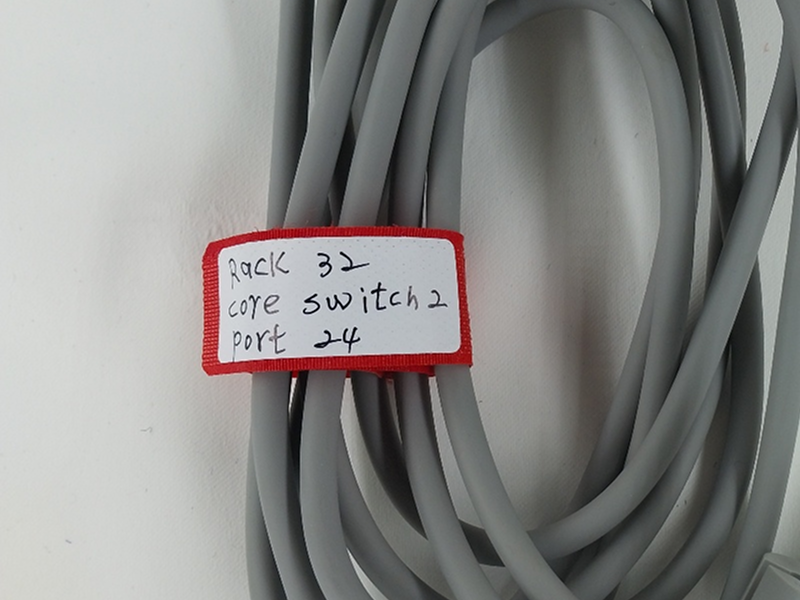 Rack 32
core switch 2
port 24